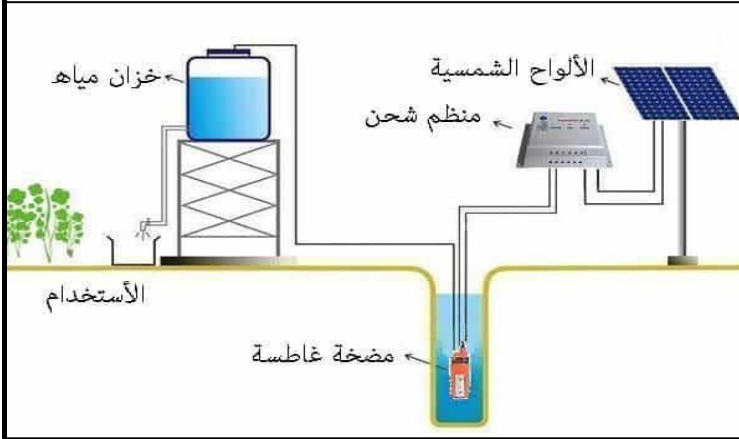 الألواح الشمسية
خزان مياه
منظم شحن
الأستخدام
مضخة غاطسة